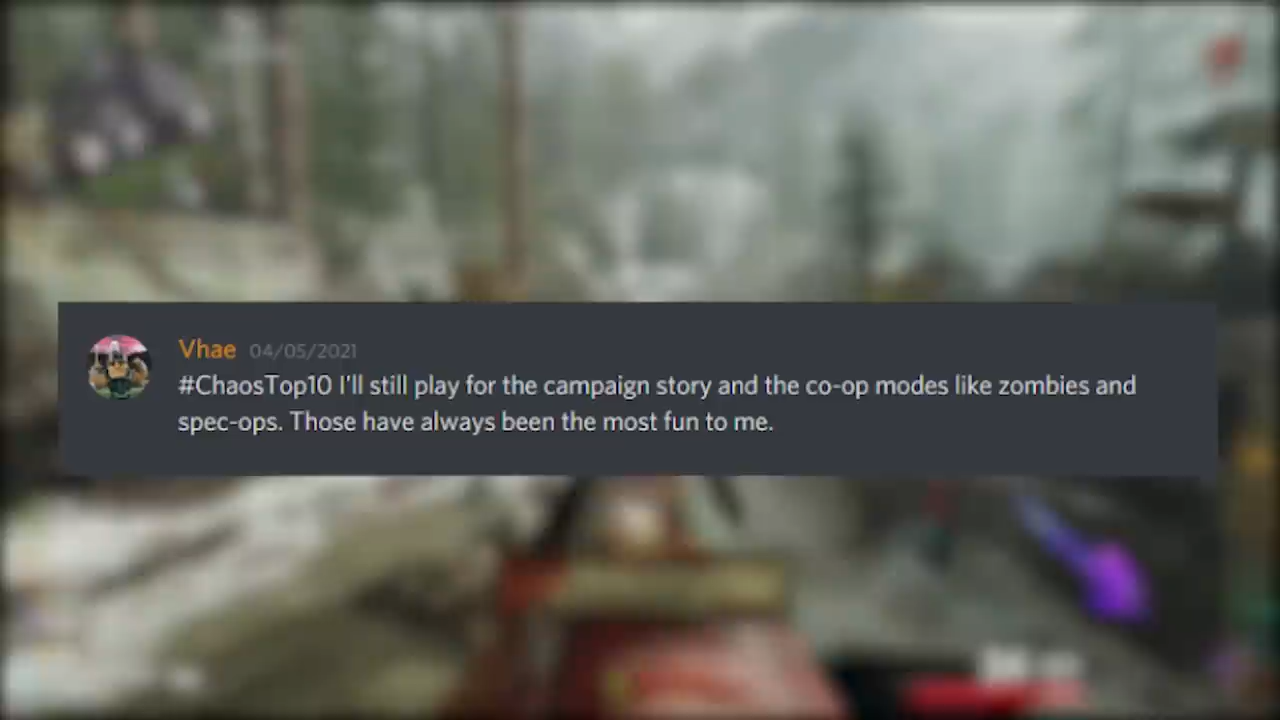 Vhae 04/05/2021
#ChaosTop10 I'll still play for the campaign story and the co-op modes like zombies and
spec-ops. Those have always been the most fun to me.